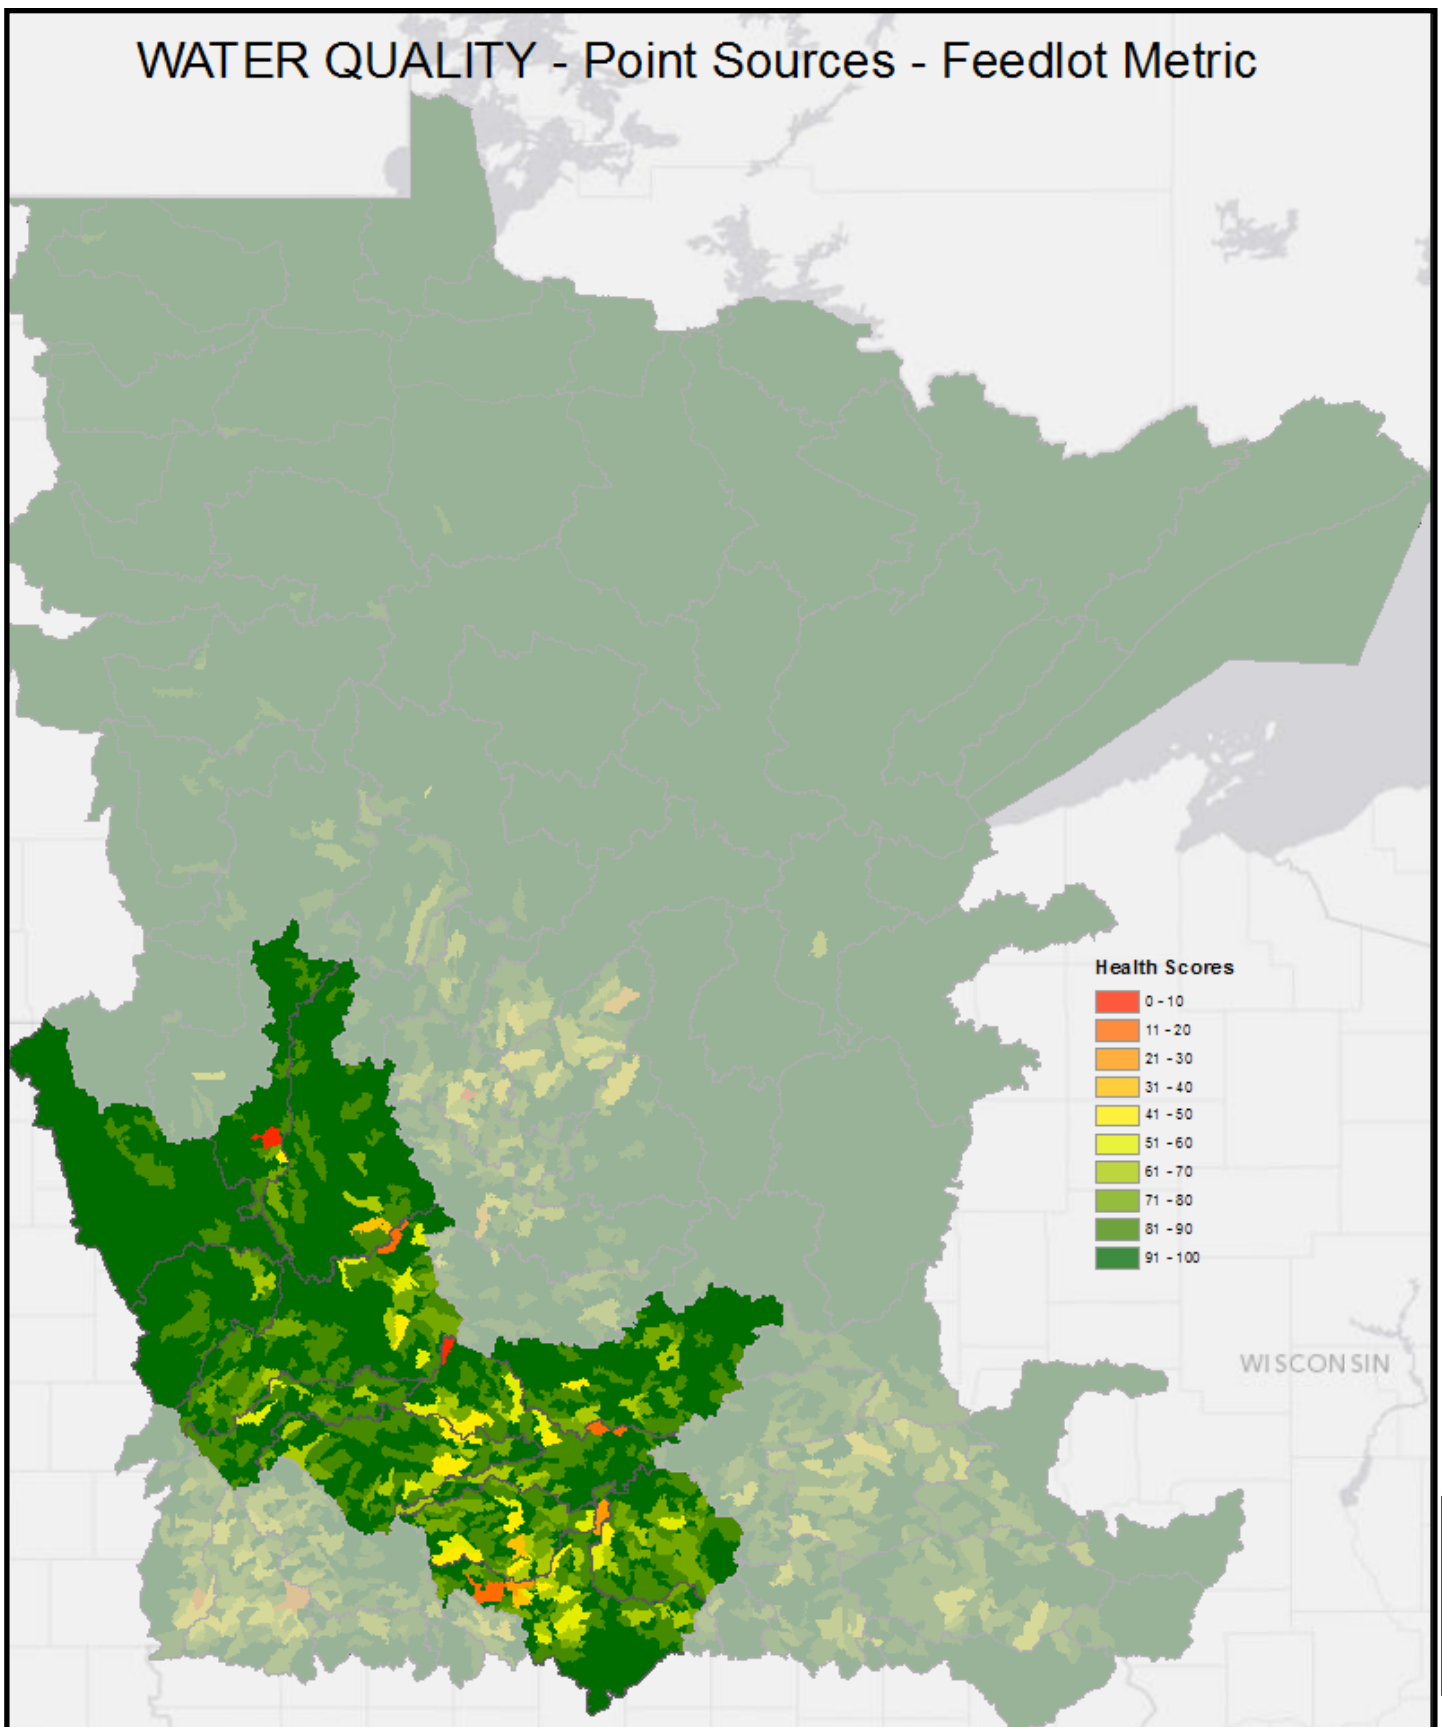 WATER QUALITY - Point Sources - Feedlot Metric
Health Scores
0 - 10
11 - 20
21 - 30
31 - 40
41 - 50
51 - 60
61 - 70
71 - 80
81 - 90
91 - 100
WISCONSIN